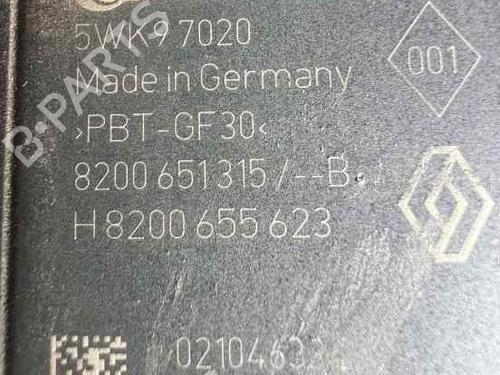 5WK9 7020
Made in Germany
001
>PBT-GF30<
8200 651 315 /--B.
H 8200 655 623
B-PARTS